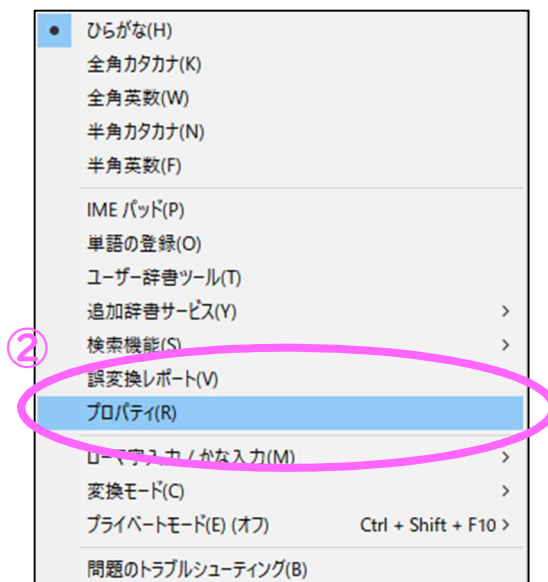 ● ひらがな(H)
全角カタカナ(K)
全角英数(W)
半角カタカナ(N)
半角英数(F)
IME パッド(P)
単語の登録(O)
ユーザー辞書ツール(T)
追加辞書サービス(Y) >
②
検索機能(S) >
誤変換レポート(V)
プロパティ(R)
ローマ字入力 / かな入力(M) >
変換モード(C) >
プライベートモード(E) (オフ) Ctrl + Shift + F10 >
問題のトラブルシューティング(B)